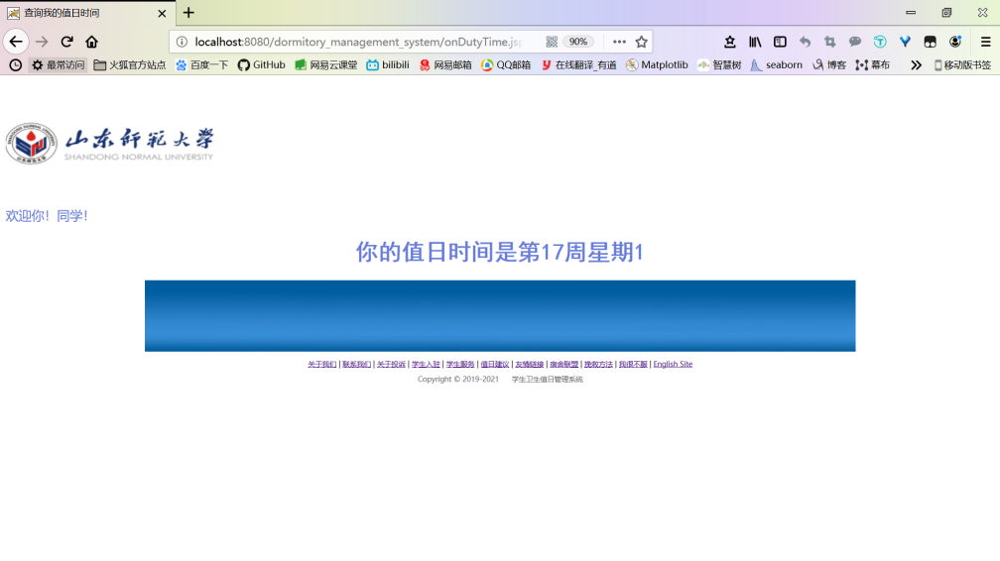 查询我的值日时间
localhost:8080/dormitory_management_system/onDutyTime.jsp
90%
最常访问 火狐官方站点 百度一下 GitHub 网易云课堂 bilibili 网易邮箱 QQ邮箱 在线翻译_有道 Matplotlib 智慧树 seaborn 博客 幕布 移动版书签
山东师范大学
SHANDONG NORMAL UNIVERSITY
欢迎你！同学！
你的值日时间是第17周星期1
关于我们 | 联系我们 | 关于投诉 | 学生入驻 | 学生服务 | 值日建议 | 友情链接 | 宿舍联盟 | 挽救方法 | 我很不服 | English Site
Copyright © 2019-2021 学生卫生值日管理系统